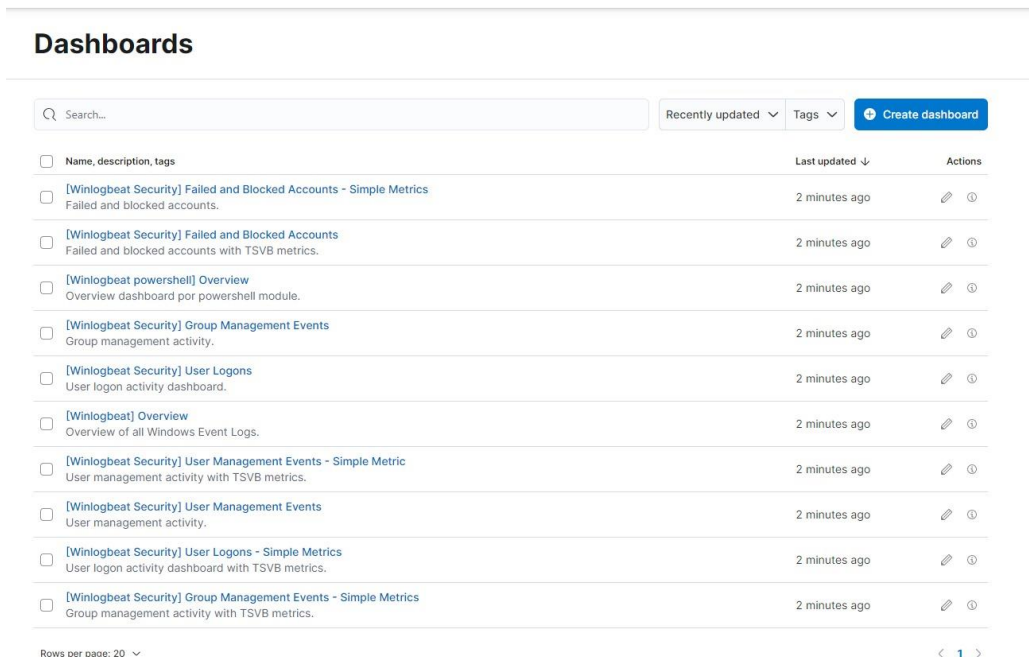 Dashboards
Search...
Recently updated
Tags
Create dashboard
Name, description, tags
Last updated
Actions
[Winlogbeat Security] Failed and Blocked Accounts - Simple Metrics
Failed and blocked accounts.
2 minutes ago
[Winlogbeat Security] Failed and Blocked Accounts
Failed and blocked accounts with TSVB metrics.
2 minutes ago
[Winlogbeat powershell] Overview
Overview dashboard por powershell module.
2 minutes ago
[Winlogbeat Security] Group Management Events
Group management activity.
2 minutes ago
[Winlogbeat Security] User Logons
User logon activity dashboard.
2 minutes ago
[Winlogbeat] Overview
Overview of all Windows Event Logs.
2 minutes ago
[Winlogbeat Security] User Management Events - Simple Metric
User management activity with TSVB metrics.
2 minutes ago
[Winlogbeat Security] User Management Events
User management activity.
2 minutes ago
[Winlogbeat Security] User Logons - Simple Metrics
User logon activity dashboard with TSVB metrics.
2 minutes ago
[Winlogbeat Security] Group Management Events - Simple Metrics
Group management activity with TSVB metrics.
2 minutes ago
Rows per page: 20
1